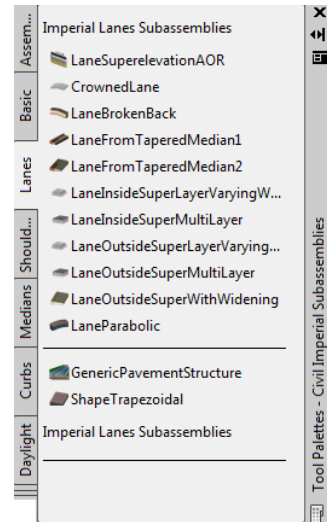 Imperial Lanes Subassemblies
LaneSuperelevationAOR
CrownedLane
LaneBrokenBack
LaneFromTaperedMedian1
LaneFromTaperedMedian2
LaneInsideSuperLayerVaryingW...
LaneInsideSuperMultiLayer
LaneOutsideSuperLayerVarying...
LaneOutsideSuperMultiLayer
LaneOutsideSuperWithWidening
LaneParabolic
GenericPavementStructure
ShapeTrapezoidal
Imperial Lanes Subassemblies
Assem...
Basic
Lanes
Should...
Medians
Curbs
Daylight
Tool Palettes - Civil Imperial Subassemblies